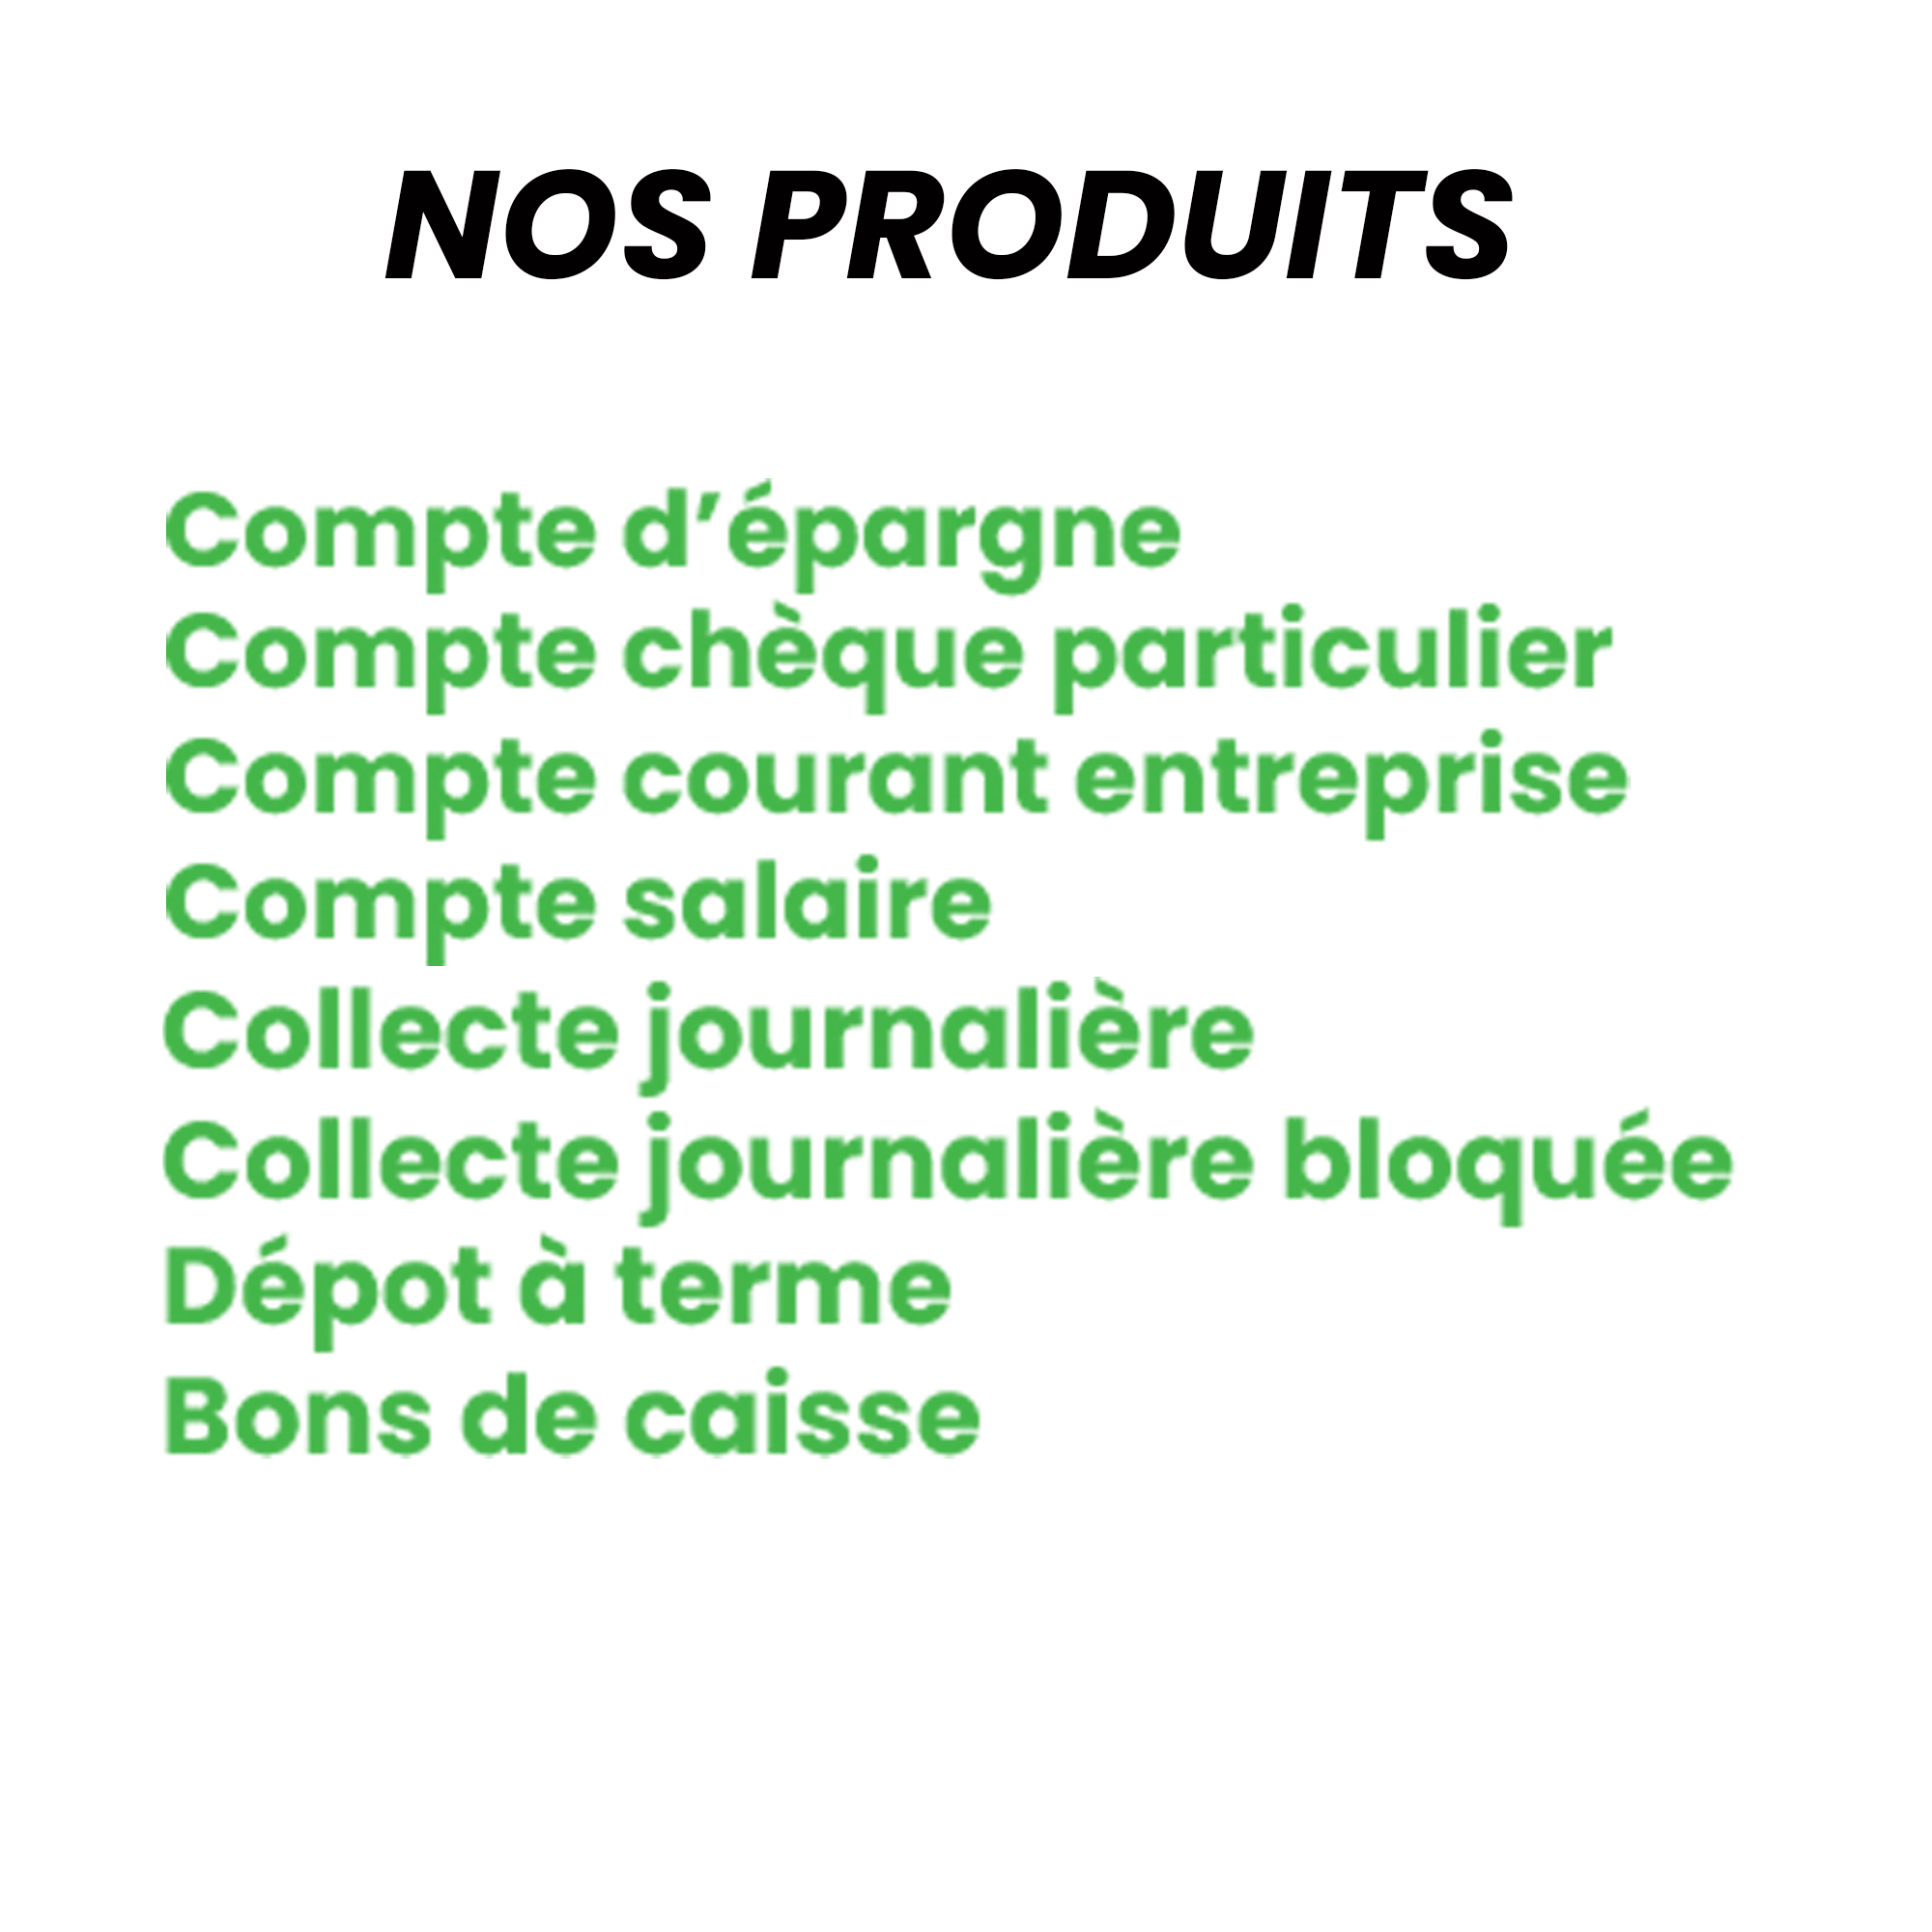 NOS PRODUITS
Compte d’épargne
Compte chèque particulier
Compte courant entreprise
Compte salaire
Collecte journalière
Collecte journalière bloquée
Dépot à terme
Bons de caisse